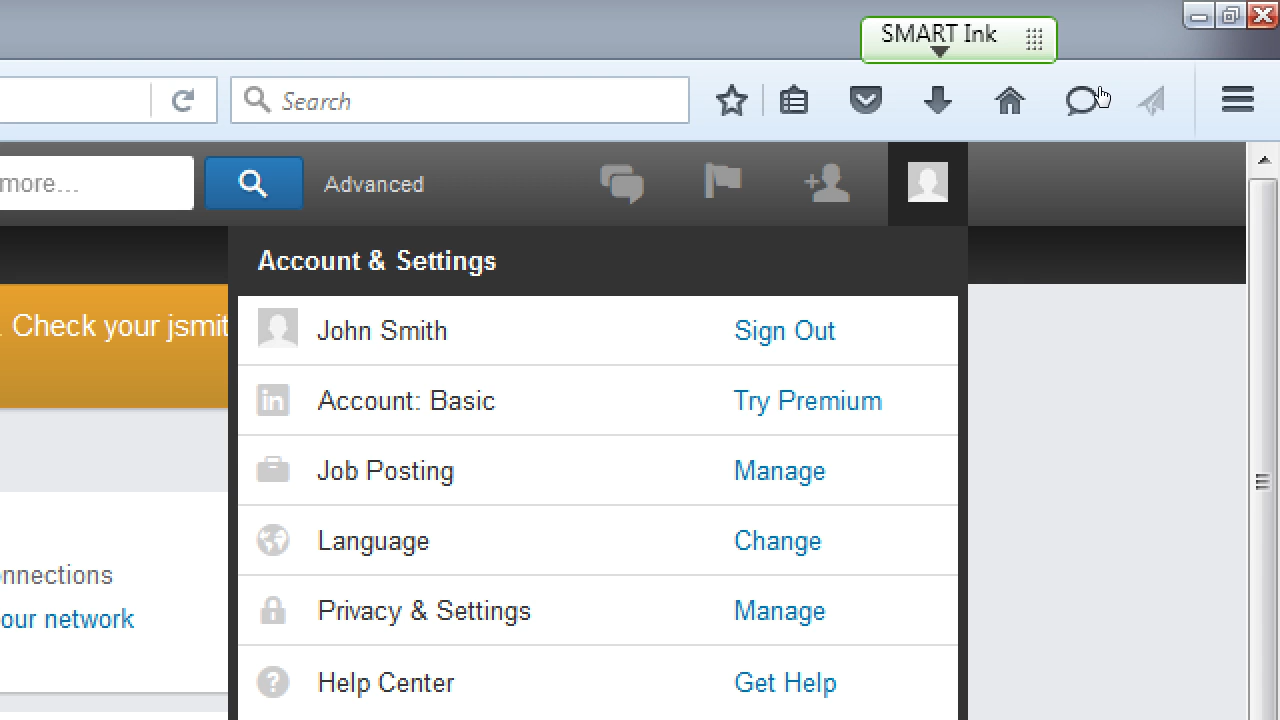 SMART Ink
Search
more...
Advanced
Account & Settings
. Check your jsmit
John Smith
Sign Out
in
Account: Basic
Try Premium
Job Posting
Manage
Language
Change
onnections
our network
Privacy & Settings
Manage
?
Help Center
Get Help